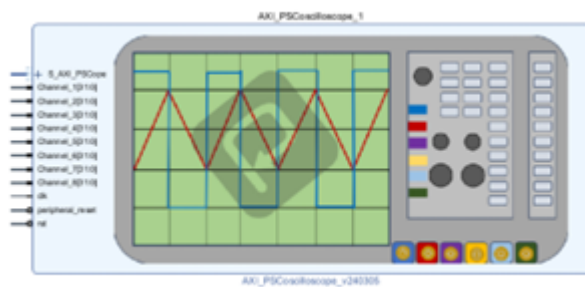 AXI_PSCoscilloscope_1
S_AXI_PSCope
Channel_1[31:0]
Channel_2[31:0]
Channel_3[31:0]
Channel_4[31:0]
Channel_5[31:0]
Channel_6[31:0]
Channel_7[31:0]
Channel_8[31:0]
clk
peripheral_reset
rst
AXI_PSCoscilloscope_v240305